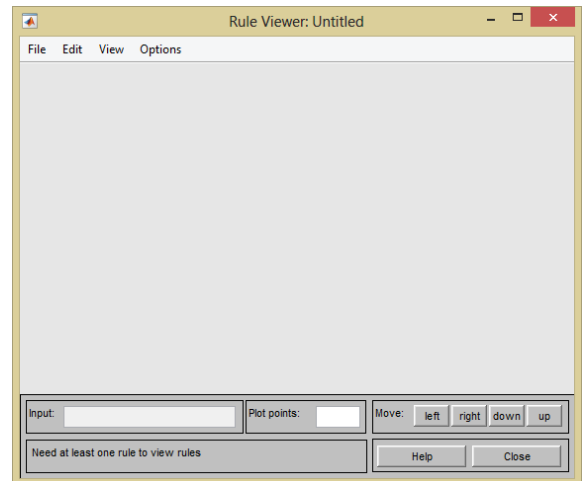 Rule Viewer: Untitled
File Edit View Options
Input: Plot points: Move: left right down up
Need at least one rule to view rules Help Close